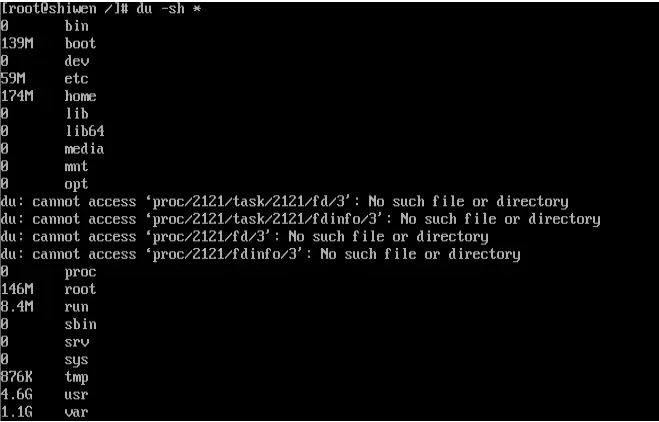 [root@shiwen /]# du -sh *
0 bin
139M boot
0 dev
59M etc
174M home
0 lib
0 lib64
0 media
0 mnt
0 opt
du: cannot access ‘proc/2121/task/2121/fd/3’: No such file or directory
du: cannot access ‘proc/2121/task/2121/fdinfo/3’: No such file or directory
du: cannot access ‘proc/2121/fd/3’: No such file or directory
du: cannot access ‘proc/2121/fdinfo/3’: No such file or directory
0 proc
146M root
8.4M run
0 sbin
0 srv
0 sys
876K tmp
4.6G usr
1.1G var